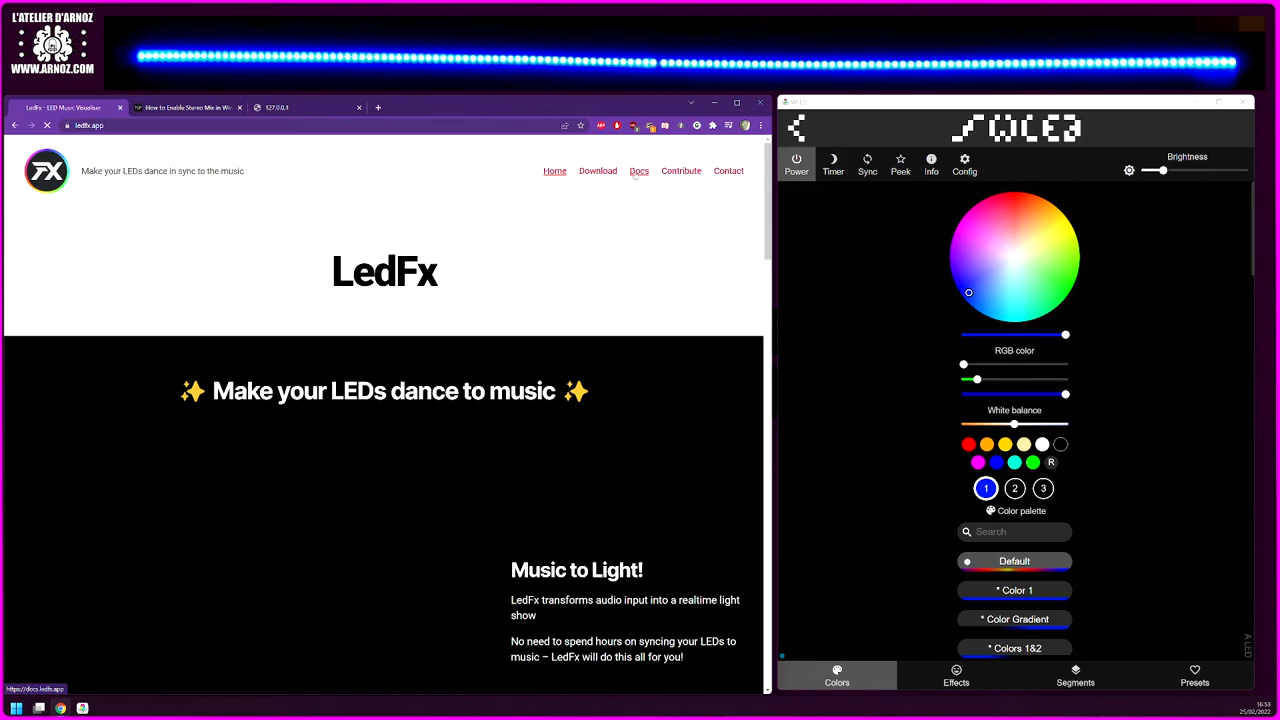 L'ATELIER D'ARNOZ
WWW.ARNOZ.COM
LedFx - LED Music Visualiser
How to Enable Stereo Mix in Wi
127.0.0.1
ledfx.app
Make your LEDs dance in sync to the music
Home
Download
Docs
Contribute
Contact
LedFx
✨ Make your LEDs dance to music ✨
Music to Light!
LedFx transforms audio input into a realtime light
show
No need to spend hours on syncing your LEDs to
music – LedFx will do this all for you!
https://docs.ledfx.app
WLED
Power
Timer
Sync
Peek
Info
Config
Brightness
RGB color
White balance
R
1
2
3
Color palette
Search
Default
* Color 1
* Color Gradient
* Colors 1&2
A LED
Colors
Effects
Segments
Presets
16:53
25/02/2022